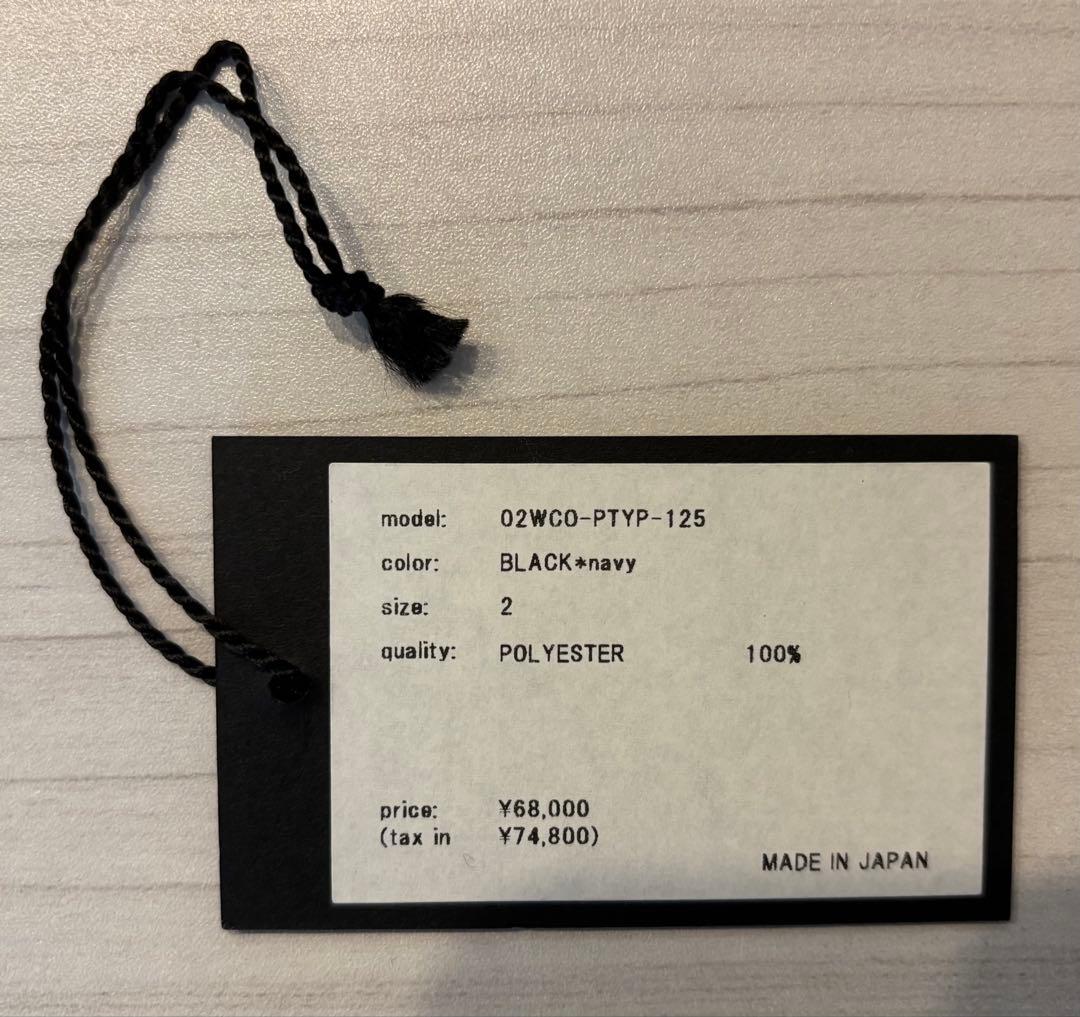 model: 02WCO-PTYP-125
color: BLACK*navy
size: 2
quality: POLYESTER 100%
price: ¥68,000
(tax in ¥74,800)
MADE IN JAPAN